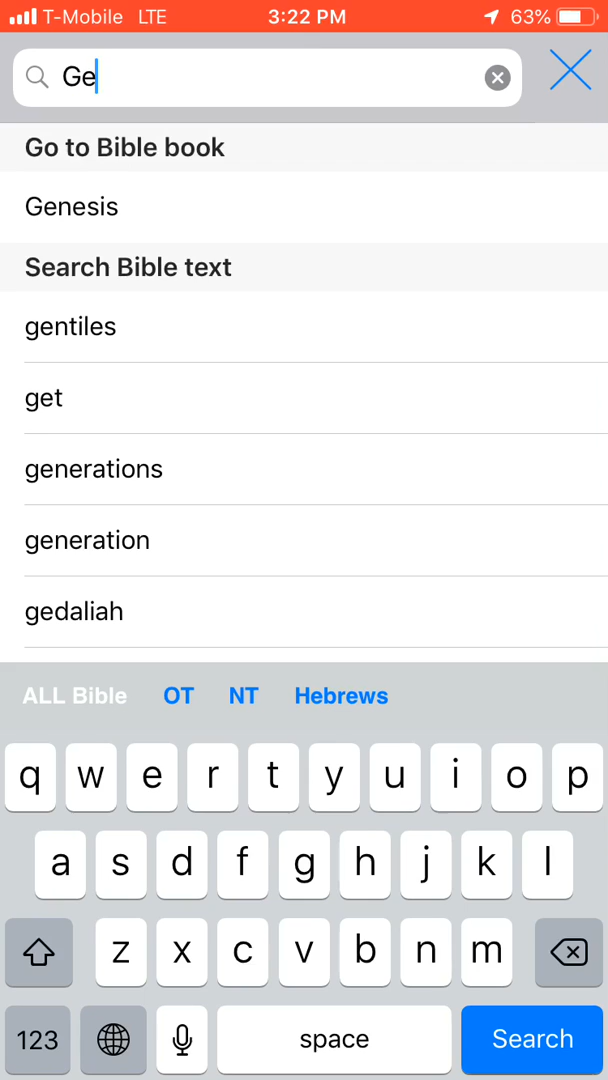 T-Mobile LTE 3:22 PM 63%
Ge
Go to Bible book
Genesis
Search Bible text
gentiles
get
generations
generation
gedaliah
ALL Bible OT NT Hebrews
q w e r t y u i o p
a s d f g h j k l
z x c v b n m
123 space Search